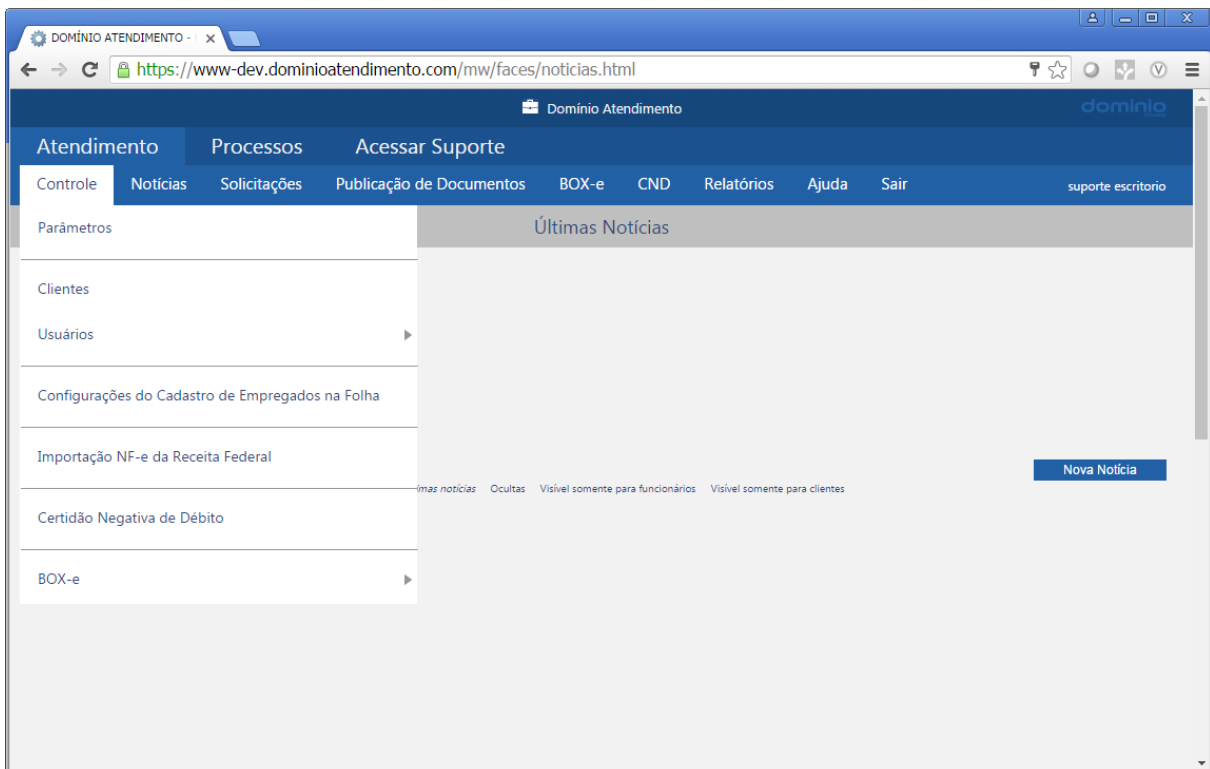 DOMÍNIO ATENDIMENTO -
https://www-dev.dominioatendimento.com/mw/faces/noticias.html
Domínio Atendimento
domínio
Atendimento Processos Acessar Suporte
Controle Notícias Solicitações Publicação de Documentos BOX-e CND Relatórios Ajuda Sair suporte escritorio
Parâmetros
Últimas Notícias
Clientes
Usuários
Configurações do Cadastro de Empregados na Folha
Importação NF-e da Receita Federal
Nova Notícia
imas notícias Ocultas Visível somente para funcionários Visível somente para clientes
Certidão Negativa de Débito
BOX-e